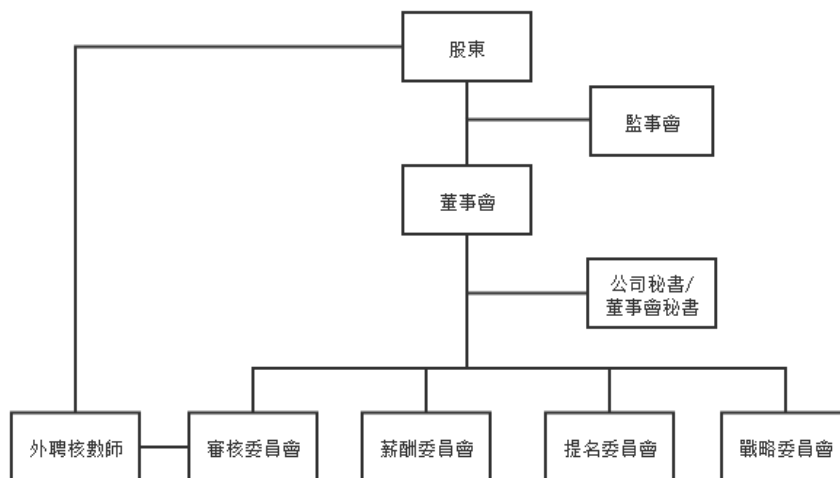 股東
監事會
董事會
公司秘書/
董事會秘書
外聘核數師
審核委員會
薪酬委員會
提名委員會
戰略委員會